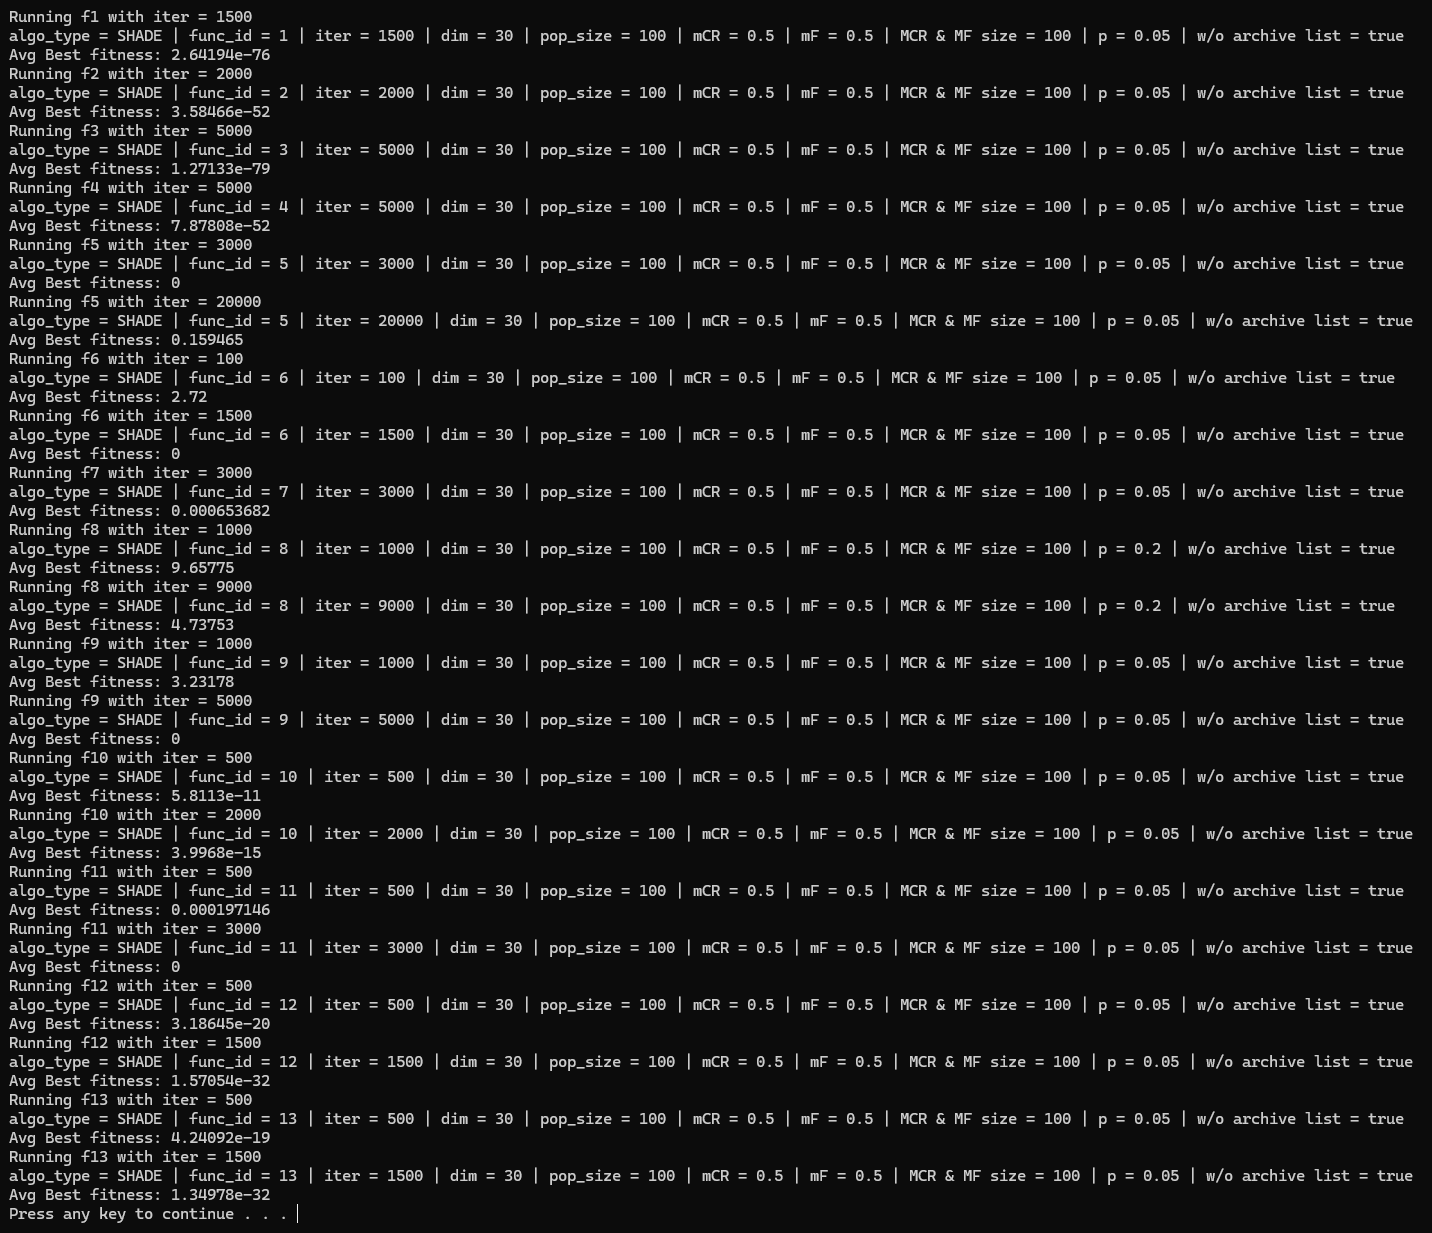 Running f1 with iter = 1500
algo_type = SHADE | func_id = 1 | iter = 1500 | dim = 30 | pop_size = 100 | mCR = 0.5 | mF = 0.5 | MCR & MF size = 100 | p = 0.05 | w/o archive list = true
Avg Best fitness: 2.64194e-76
Running f2 with iter = 2000
algo_type = SHADE | func_id = 2 | iter = 2000 | dim = 30 | pop_size = 100 | mCR = 0.5 | mF = 0.5 | MCR & MF size = 100 | p = 0.05 | w/o archive list = true
Avg Best fitness: 3.58466e-52
Running f3 with iter = 5000
algo_type = SHADE | func_id = 3 | iter = 5000 | dim = 30 | pop_size = 100 | mCR = 0.5 | mF = 0.5 | MCR & MF size = 100 | p = 0.05 | w/o archive list = true
Avg Best fitness: 1.27133e-79
Running f4 with iter = 5000
algo_type = SHADE | func_id = 4 | iter = 5000 | dim = 30 | pop_size = 100 | mCR = 0.5 | mF = 0.5 | MCR & MF size = 100 | p = 0.05 | w/o archive list = true
Avg Best fitness: 7.87808e-52
Running f5 with iter = 3000
algo_type = SHADE | func_id = 5 | iter = 3000 | dim = 30 | pop_size = 100 | mCR = 0.5 | mF = 0.5 | MCR & MF size = 100 | p = 0.05 | w/o archive list = true
Avg Best fitness: 0
Running f5 with iter = 20000
algo_type = SHADE | func_id = 5 | iter = 20000 | dim = 30 | pop_size = 100 | mCR = 0.5 | mF = 0.5 | MCR & MF size = 100 | p = 0.05 | w/o archive list = true
Avg Best fitness: 0.159465
Running f6 with iter = 100
algo_type = SHADE | func_id = 6 | iter = 100 | dim = 30 | pop_size = 100 | mCR = 0.5 | mF = 0.5 | MCR & MF size = 100 | p = 0.05 | w/o archive list = true
Avg Best fitness: 2.72
Running f6 with iter = 1500
algo_type = SHADE | func_id = 6 | iter = 1500 | dim = 30 | pop_size = 100 | mCR = 0.5 | mF = 0.5 | MCR & MF size = 100 | p = 0.05 | w/o archive list = true
Avg Best fitness: 0
Running f7 with iter = 3000
algo_type = SHADE | func_id = 7 | iter = 3000 | dim = 30 | pop_size = 100 | mCR = 0.5 | mF = 0.5 | MCR & MF size = 100 | p = 0.05 | w/o archive list = true
Avg Best fitness: 0.000653682
Running f8 with iter = 1000
algo_type = SHADE | func_id = 8 | iter = 1000 | dim = 30 | pop_size = 100 | mCR = 0.5 | mF = 0.5 | MCR & MF size = 100 | p = 0.2 | w/o archive list = true
Avg Best fitness: 9.65775
Running f8 with iter = 9000
algo_type = SHADE | func_id = 8 | iter = 9000 | dim = 30 | pop_size = 100 | mCR = 0.5 | mF = 0.5 | MCR & MF size = 100 | p = 0.2 | w/o archive list = true
Avg Best fitness: 4.73753
Running f9 with iter = 1000
algo_type = SHADE | func_id = 9 | iter = 1000 | dim = 30 | pop_size = 100 | mCR = 0.5 | mF = 0.5 | MCR & MF size = 100 | p = 0.05 | w/o archive list = true
Avg Best fitness: 3.23178
Running f9 with iter = 5000
algo_type = SHADE | func_id = 9 | iter = 5000 | dim = 30 | pop_size = 100 | mCR = 0.5 | mF = 0.5 | MCR & MF size = 100 | p = 0.05 | w/o archive list = true
Avg Best fitness: 0
Running f10 with iter = 500
algo_type = SHADE | func_id = 10 | iter = 500 | dim = 30 | pop_size = 100 | mCR = 0.5 | mF = 0.5 | MCR & MF size = 100 | p = 0.05 | w/o archive list = true
Avg Best fitness: 5.8113e-11
Running f10 with iter = 2000
algo_type = SHADE | func_id = 10 | iter = 2000 | dim = 30 | pop_size = 100 | mCR = 0.5 | mF = 0.5 | MCR & MF size = 100 | p = 0.05 | w/o archive list = true
Avg Best fitness: 3.9968e-15
Running f11 with iter = 500
algo_type = SHADE | func_id = 11 | iter = 500 | dim = 30 | pop_size = 100 | mCR = 0.5 | mF = 0.5 | MCR & MF size = 100 | p = 0.05 | w/o archive list = true
Avg Best fitness: 0.000197146
Running f11 with iter = 3000
algo_type = SHADE | func_id = 11 | iter = 3000 | dim = 30 | pop_size = 100 | mCR = 0.5 | mF = 0.5 | MCR & MF size = 100 | p = 0.05 | w/o archive list = true
Avg Best fitness: 0
Running f12 with iter = 500
algo_type = SHADE | func_id = 12 | iter = 500 | dim = 30 | pop_size = 100 | mCR = 0.5 | mF = 0.5 | MCR & MF size = 100 | p = 0.05 | w/o archive list = true
Avg Best fitness: 3.18645e-20
Running f12 with iter = 1500
algo_type = SHADE | func_id = 12 | iter = 1500 | dim = 30 | pop_size = 100 | mCR = 0.5 | mF = 0.5 | MCR & MF size = 100 | p = 0.05 | w/o archive list = true
Avg Best fitness: 1.57054e-32
Running f13 with iter = 500
algo_type = SHADE | func_id = 13 | iter = 500 | dim = 30 | pop_size = 100 | mCR = 0.5 | mF = 0.5 | MCR & MF size = 100 | p = 0.05 | w/o archive list = true
Avg Best fitness: 4.24092e-19
Running f13 with iter = 1500
algo_type = SHADE | func_id = 13 | iter = 1500 | dim = 30 | pop_size = 100 | mCR = 0.5 | mF = 0.5 | MCR & MF size = 100 | p = 0.05 | w/o archive list = true
Avg Best fitness: 1.34978e-32
Press any key to continue . . .